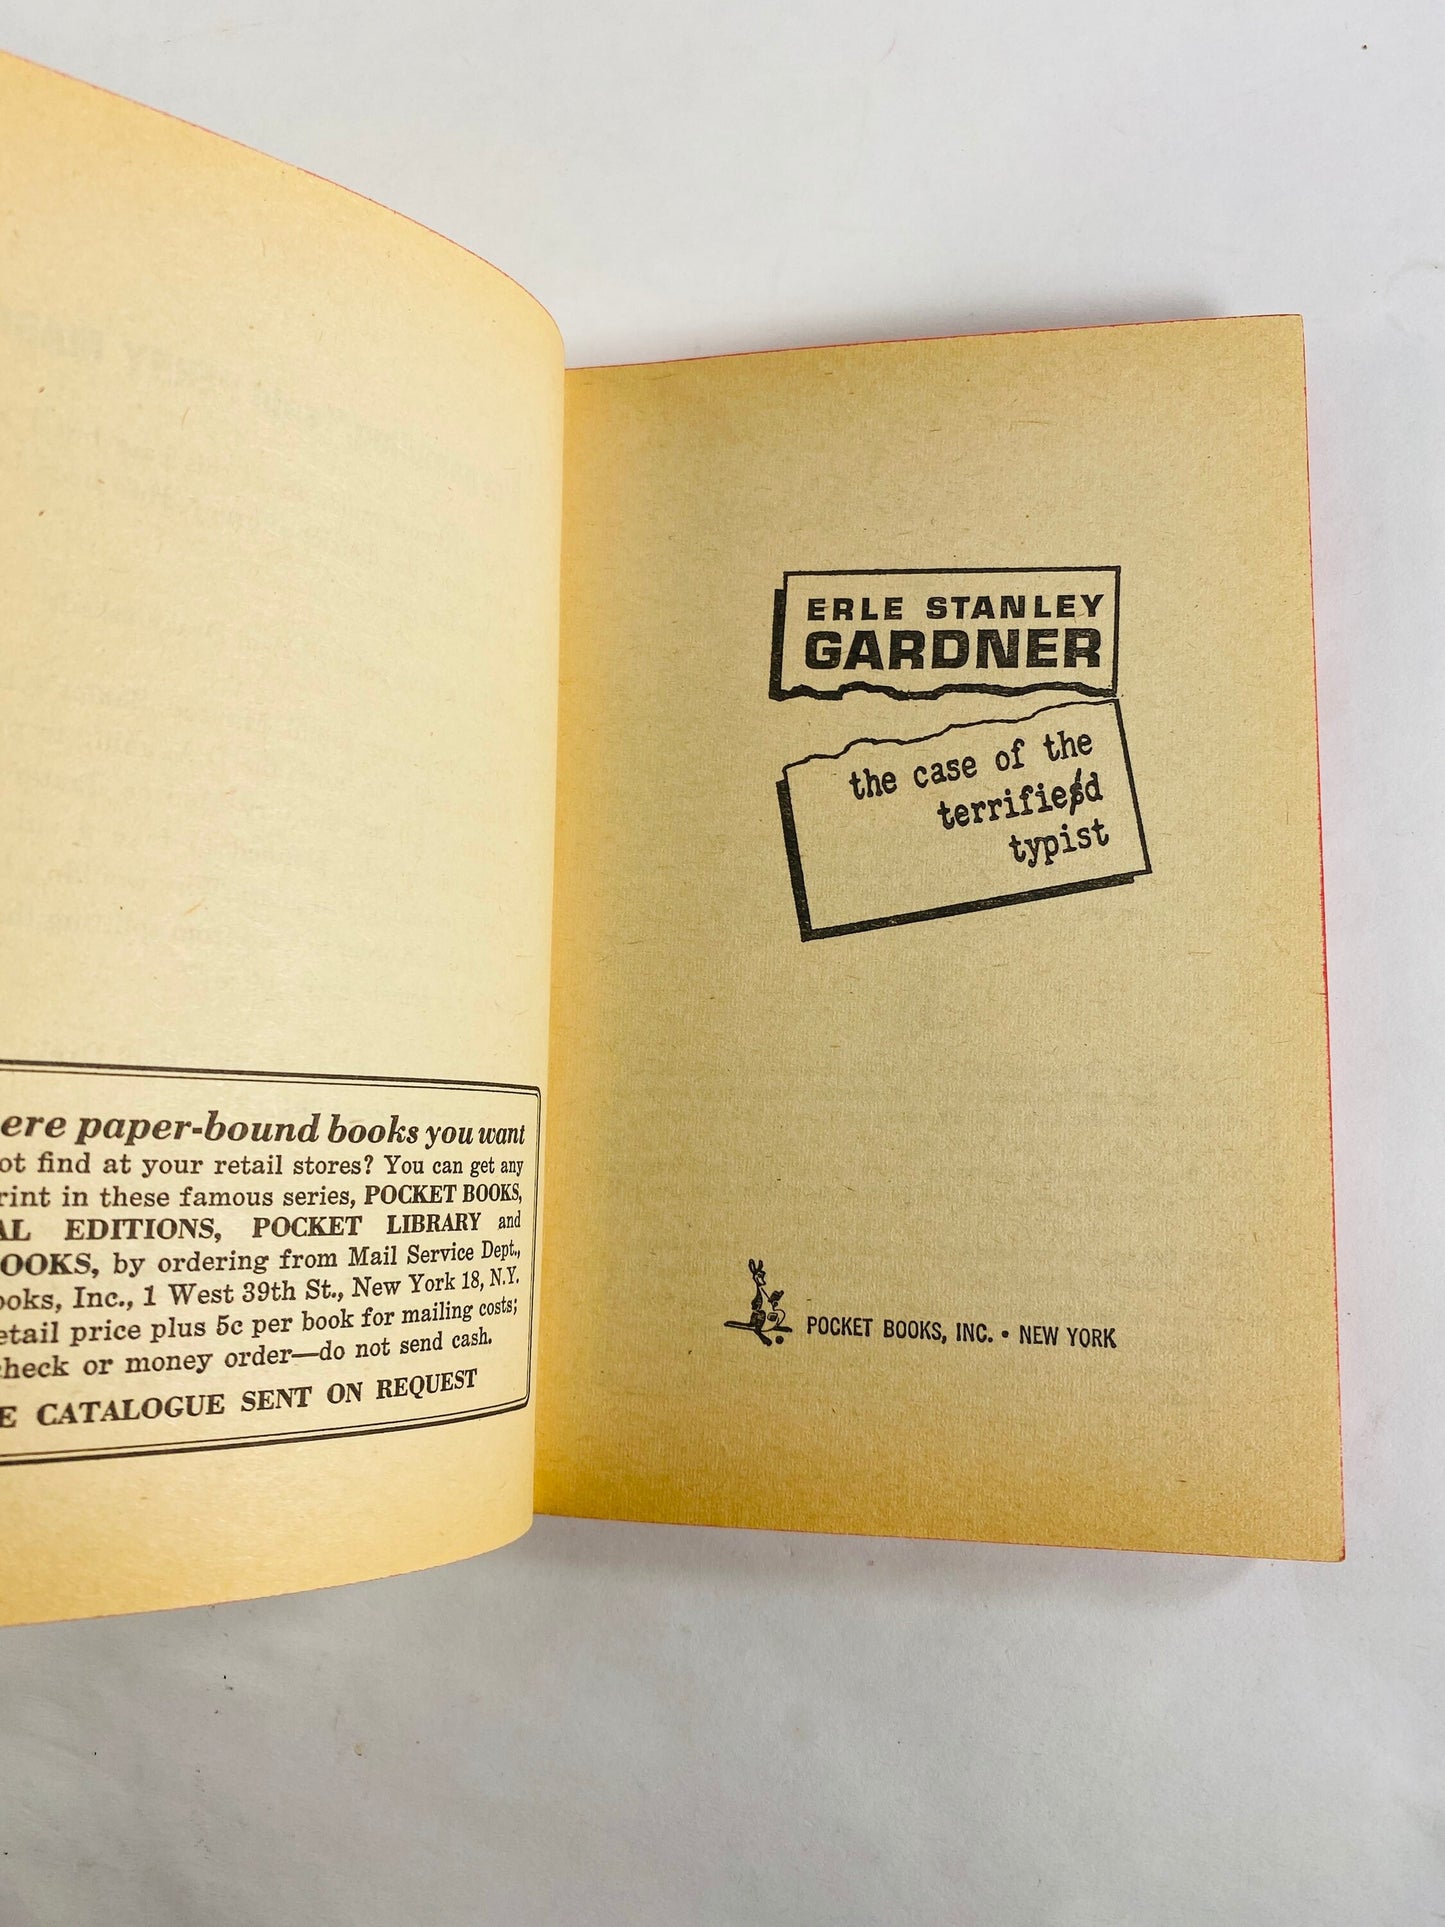 ere paper-bound books you want
ot find at your retail stores? You can get any
rint in these famous series, POCKET BOOKS,
AL EDITIONS, POCKET LIBRARY and
OOKS, by ordering from Mail Service Dept.,
ooks, Inc., 1 West 39th St., New York 18, N.Y.
etail price plus 5c per book for mailing costs;
heck or money order—do not send cash.
E CATALOGUE SENT ON REQUEST
ERLE STANLEY
GARDNER
the case of the
terrifiesd
typist
POCKET BOOKS, INC. • NEW YORK